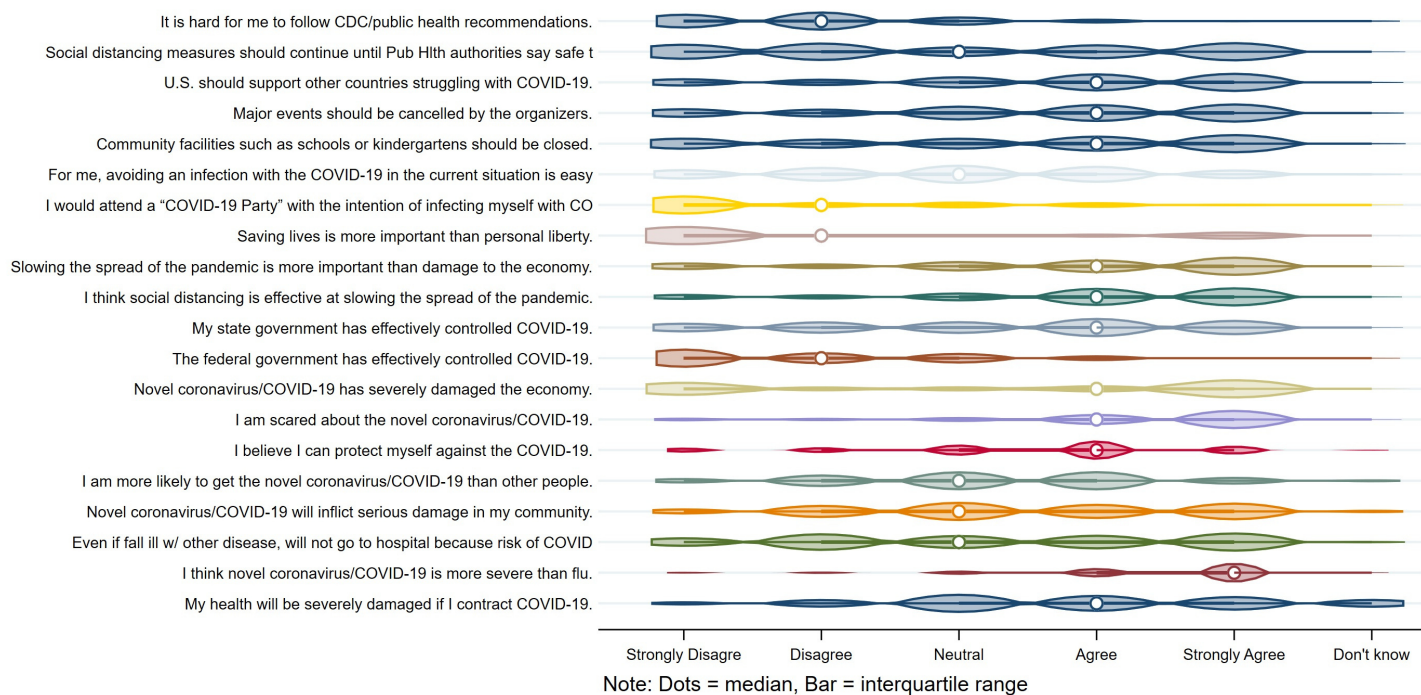 It is hard for me to follow CDC/public health recommendations.
Social distancing measures should continue until Pub Hlth authorities say safe t
U.S. should support other countries struggling with COVID-19.
Major events should be cancelled by the organizers.
Community facilities such as schools or kindergartens should be closed.
For me, avoiding an infection with the COVID-19 in the current situation is easy
I would attend a “COVID-19 Party” with the intention of infecting myself with CO
Saving lives is more important than personal liberty.
Slowing the spread of the pandemic is more important than damage to the economy.
I think social distancing is effective at slowing the spread of the pandemic.
My state government has effectively controlled COVID-19.
The federal government has effectively controlled COVID-19.
Novel coronavirus/COVID-19 has severely damaged the economy.
I am scared about the novel coronavirus/COVID-19.
I believe I can protect myself against the COVID-19.
I am more likely to get the novel coronavirus/COVID-19 than other people.
Novel coronavirus/COVID-19 will inflict serious damage in my community.
Even if fall ill w/ other disease, will not go to hospital because risk of COVID
I think novel coronavirus/COVID-19 is more severe than flu.
My health will be severely damaged if I contract COVID-19.
Strongly Disagre Disagree Neutral Agree Strongly Agree Don't know
Note: Dots = median, Bar = interquartile range